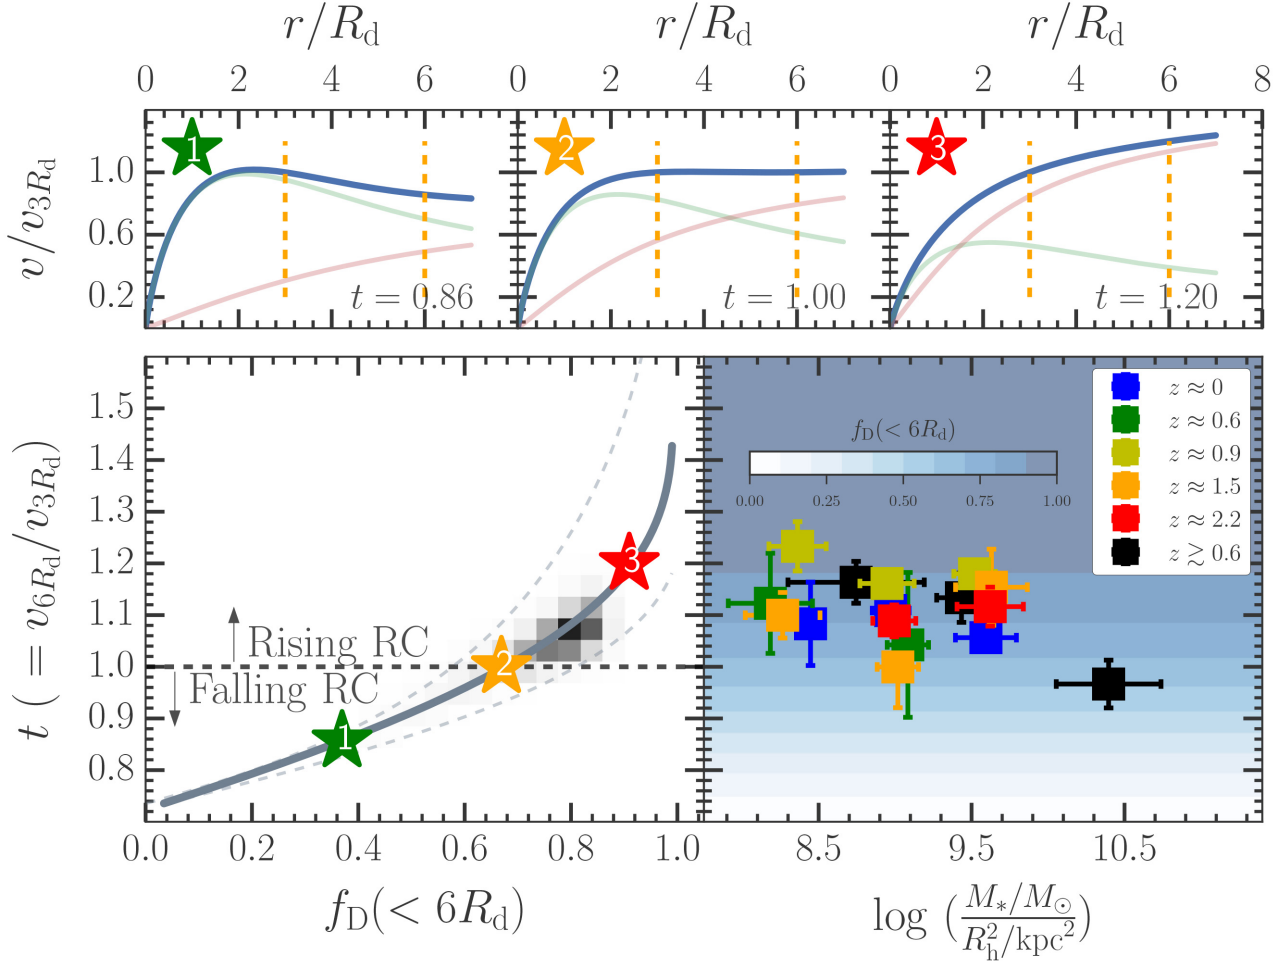 r/R_d r/R_d r/R_d
0 2 4 6 0 2 4 6 0 2 4 6 8
1 2 3
v/v_{3R_d}
1.0
0.6
0.2
t = 0.86 t = 1.00 t = 1.20
t ( = v_{6R_d}/v_{3R_d})
1.5
1.4
1.3
1.2
1.1
1.0
0.9
0.8
3
2
1
Rising RC
Falling RC
0.0 0.2 0.4 0.6 0.8 1.0
f_D(< 6R_d)
f_D(< 6R_d)
0.00 0.25 0.50 0.75 1.00
z ≈ 0
z ≈ 0.6
z ≈ 0.9
z ≈ 1.5
z ≈ 2.2
z ≳ 0.6
8.5 9.5 10.5
log (\frac{M_*/M_⊙}{R_h^2/kpc^2})